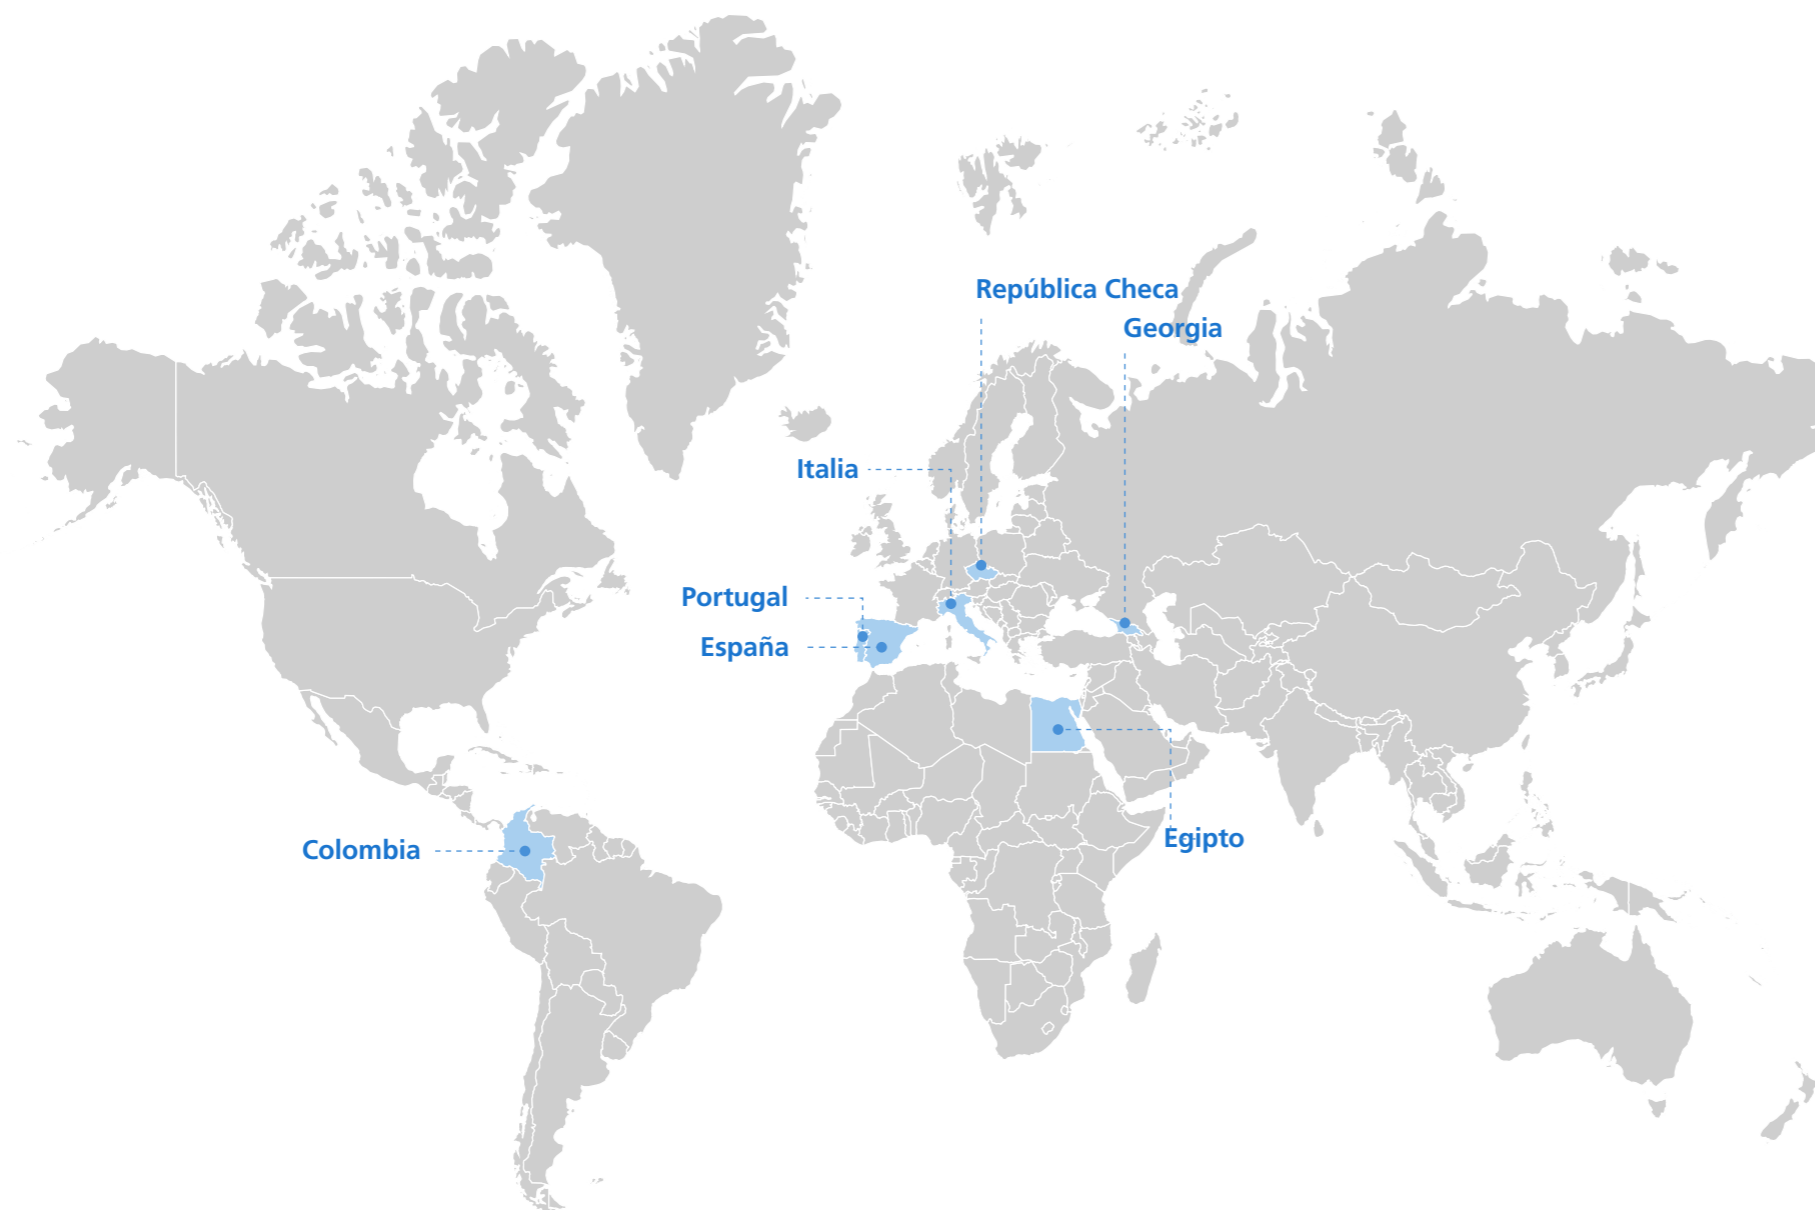 República Checa
Georgia
Italia
Portugal
España
Egipto
Colombia